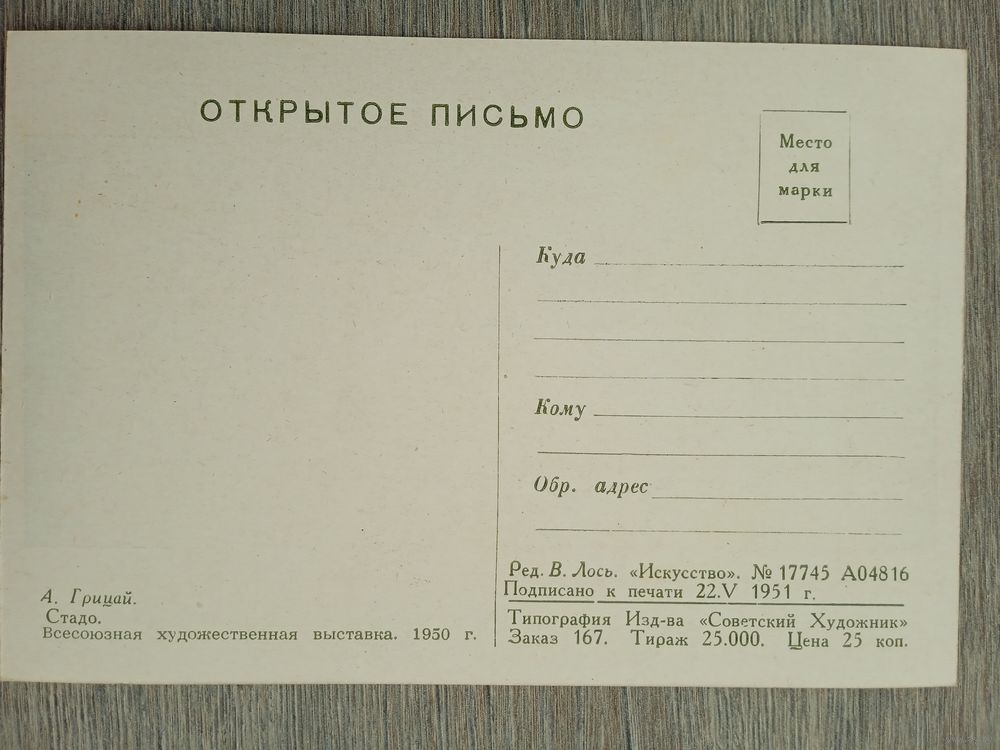 ОТКРЫТОЕ ПИСЬМО
Место
для
марки
Куда
Кому
Обр. адрес
А. Грицай.
Стадо.
Всесоюзная художественная выставка. 1950 г.
Ред. В. Лось. «Искусство». № 17745 А04816
Подписано к печати 22.V 1951 г.
Типография Изд-ва «Советский Художник»
Заказ 167. Тираж 25.000. Цена 25 коп.